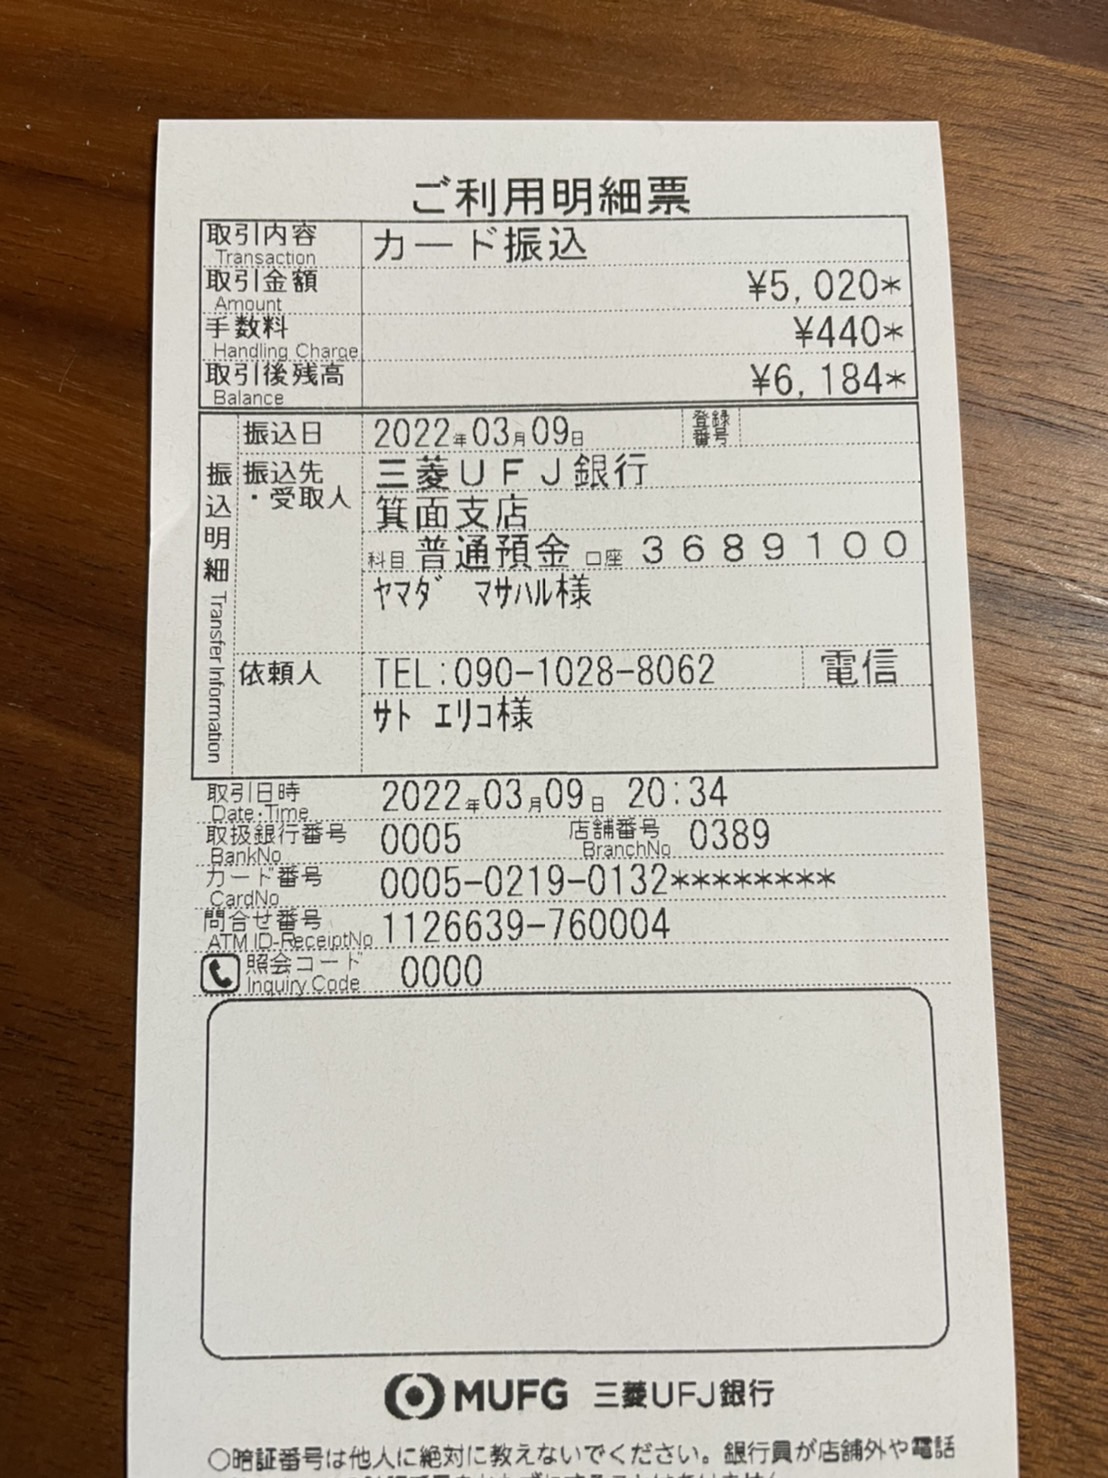 ご利用明細票
取引内容 カード振込
Transaction
取引金額 ¥5,020*
Amount
手数料 ¥440*
Handling Charge
取引後残高 ¥6,184*
Balance
振込明細 Transfer Information
振込日 2022年03月09日 登録番号
振込先・受取人 三菱UFJ銀行
箕面支店
科目 普通預金 口座 3689100
ヤマダ マサハル様
依頼人 TEL:090-1028-8062 電信
サト エリコ様
取引日時 2022年03月09日 20:34
Date・Time
取扱銀行番号 0005 店舗番号 0389
BankNo BranchNo
カード番号 0005-0219-0132********
CardNo
問合せ番号 1126639-760004
ATM ID-ReceiptNo
照会コード 0000
Inquiry Code
MUFG 三菱UFJ銀行
○暗証番号は他人に絶対に教えないでください。銀行員が店舗外や電話